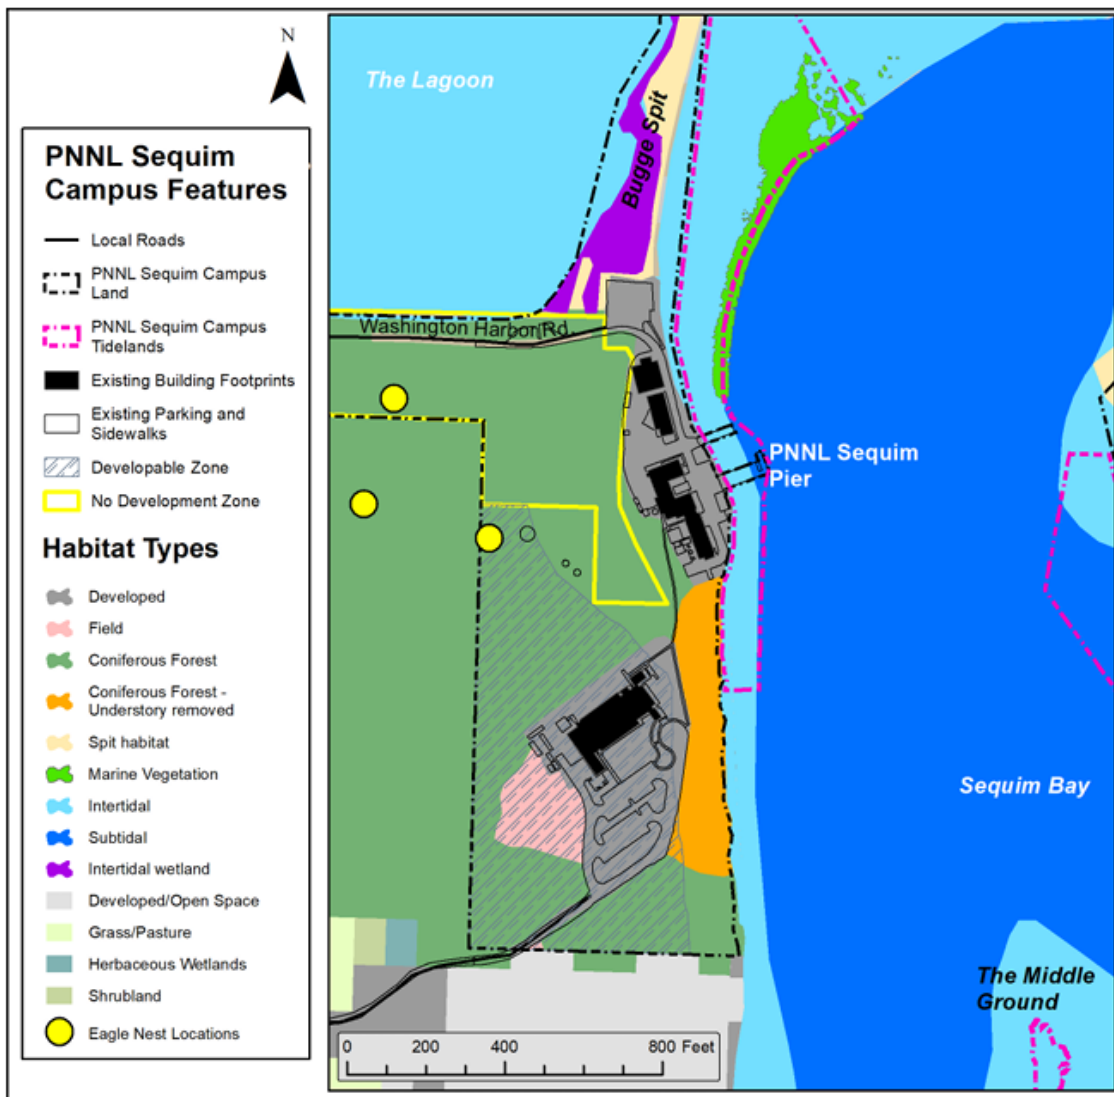 N
PNNL Sequim
Campus Features
Local Roads
PNNL Sequim Campus
Land
PNNL Sequim Campus
Tidelands
Existing Building Footprints
Existing Parking and
Sidewalks
Developable Zone
No Development Zone
Habitat Types
Developed
Field
Coniferous Forest
Coniferous Forest -
Understory removed
Spit habitat
Marine Vegetation
Intertidal
Subtidal
Intertidal wetland
Developed/Open Space
Grass/Pasture
Herbaceous Wetlands
Shrubland
Eagle Nest Locations
The Lagoon
Bugge Spit
Washington Harbor Rd.
PNNL Sequim
Pier
Sequim Bay
The Middle
Ground
0 200 400 800 Feet